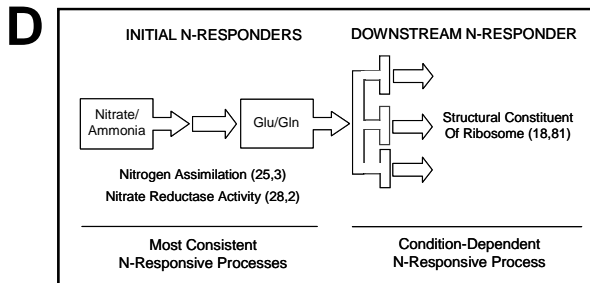 D
INITIAL N-RESPONDERS
DOWNSTREAM N-RESPONDER
Nitrate/
Ammonia
Glu/Gln
Structural Constituent
Of Ribosome (18,81)
Nitrogen Assimilation (25,3)
Nitrate Reductase Activity (28,2)
Most Consistent
N-Responsive Processes
Condition-Dependent
N-Responsive Process